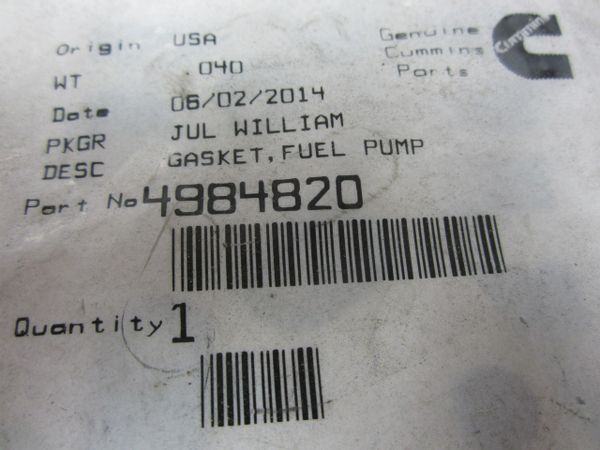 Origin USA
WT .040
Date 06/02/2014
PKGR JUL WILLIAM
DESC GASKET, FUEL PUMP
Part No 4984820
Quantity 1
Genuine
Cummins
Parts
Cummins